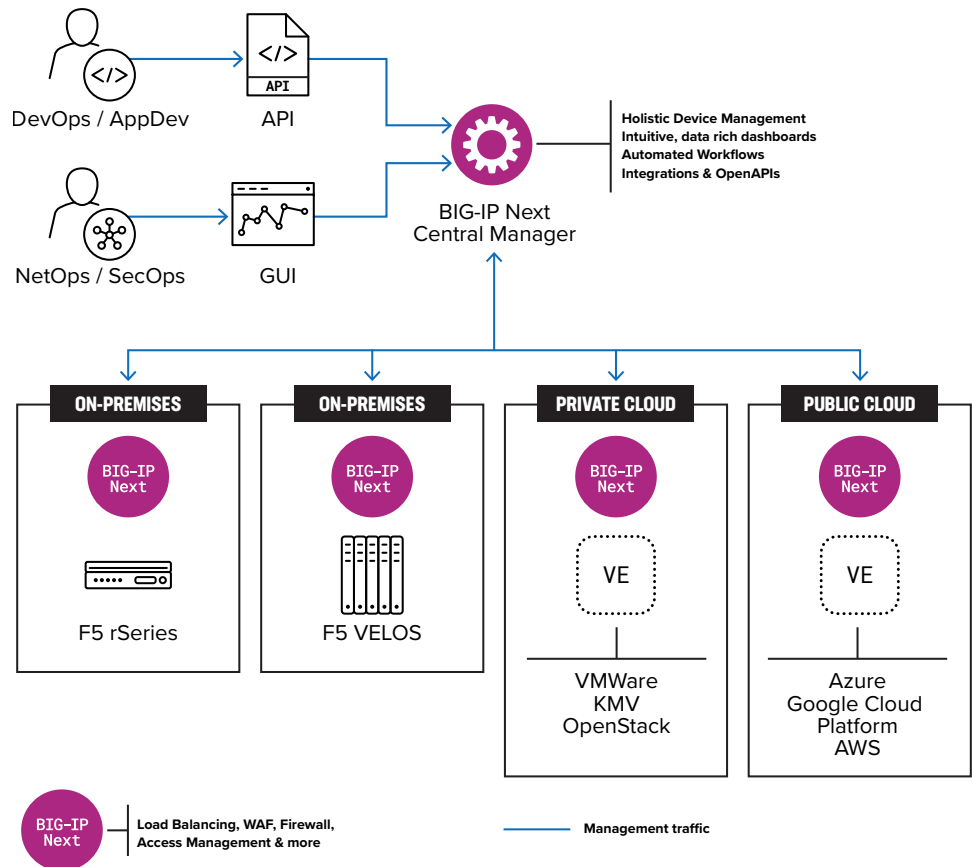 </>
</>
API
DevOps / AppDev
API
Holistic Device Management
Intuitive, data rich dashboards
Automated Workflows
Integrations & OpenAPIs
BIG-IP Next
Central Manager
NetOps / SecOps
GUI
ON-PREMISES
BIG-IP
Next
F5 rSeries
ON-PREMISES
BIG-IP
Next
F5 VELOS
PRIVATE CLOUD
BIG-IP
Next
VE
VMWare
KMV
OpenStack
PUBLIC CLOUD
BIG-IP
Next
VE
Azure
Google Cloud
Platform
AWS
BIG-IP
Next
Load Balancing, WAF, Firewall,
Access Management & more
Management traffic